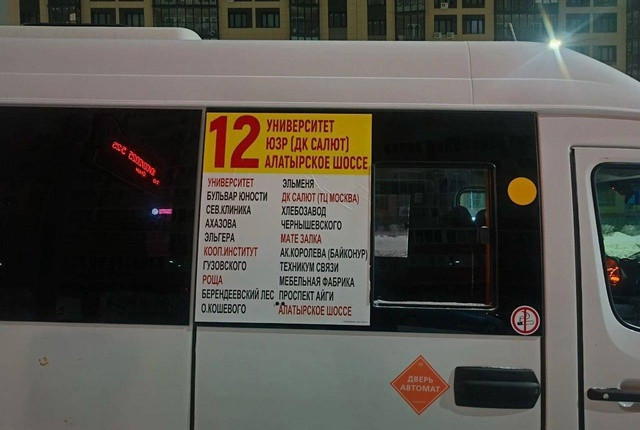 12
УНИВЕРСИТЕТ
ЮЗР (ДК САЛЮТ)
АЛАТЫРСКОЕ ШОССЕ
УНИВЕРСИТЕТ
БУЛЬВАР ЮНОСТИ
СЕВ.КЛИНИКА
АХАЗОВА
ЭЛЬГЕРА
КООП.ИНСТИТУТ
ГУЗОВСКОГО
РОЩА
БЕРЕНДЕЕВСКИЙ ЛЕС
О.КОШЕВОГО
ЭЛЬМЕНЯ
ДК САЛЮТ (ТЦ МОСКВА)
ХЛЕБОЗАВОД
ЧЕРНЫШЕВСКОГО
МАТЕ ЗАЛКА
АК.КОРОЛЕВА (БАЙКОНУР)
ТЕХНИКУМ СВЯЗИ
МЕБЕЛЬНАЯ ФАБРИКА
ПРОСПЕКТ АЙГИ
АЛАТЫРСКОЕ ШОССЕ
ДВЕРЬ
АВТОМАТ